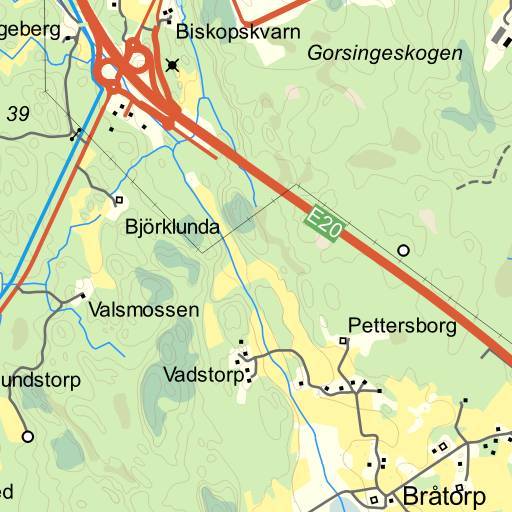 geberg
Biskopskvarn
Gorsingeskogen
39
Björklunda
E20
Valsmossen
Pettersborg
Vadstorp
undstorp
ed
Bråtorp